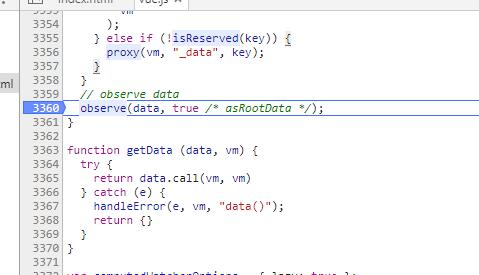 index.html vue.js ×
3353 vm
3354 );
3355 } else if (!isReserved(key)) {
3356 proxy(vm, "_data", key);
3357 }
3358 }
3359 // observe data
3360 observe(data, true /* asRootData */);
3361 }
3362
3363 function getData (data, vm) {
3364 try {
3365 return data.call(vm, vm)
3366 } catch (e) {
3367 handleError(e, vm, "data()");
3368 return {}
3369 }
3370 }
3371
ml